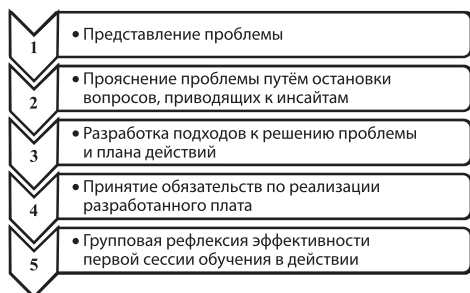 1
• Представление проблемы
2
• Прояснение проблемы путём остановки
вопросов, приводящих к инсайтам
3
• Разработка подходов к решению проблемы
и плана действий
4
• Принятие обязательств по реализации
разработанного плата
5
• Групповая рефлексия эффективности
первой сессии обучения в действии